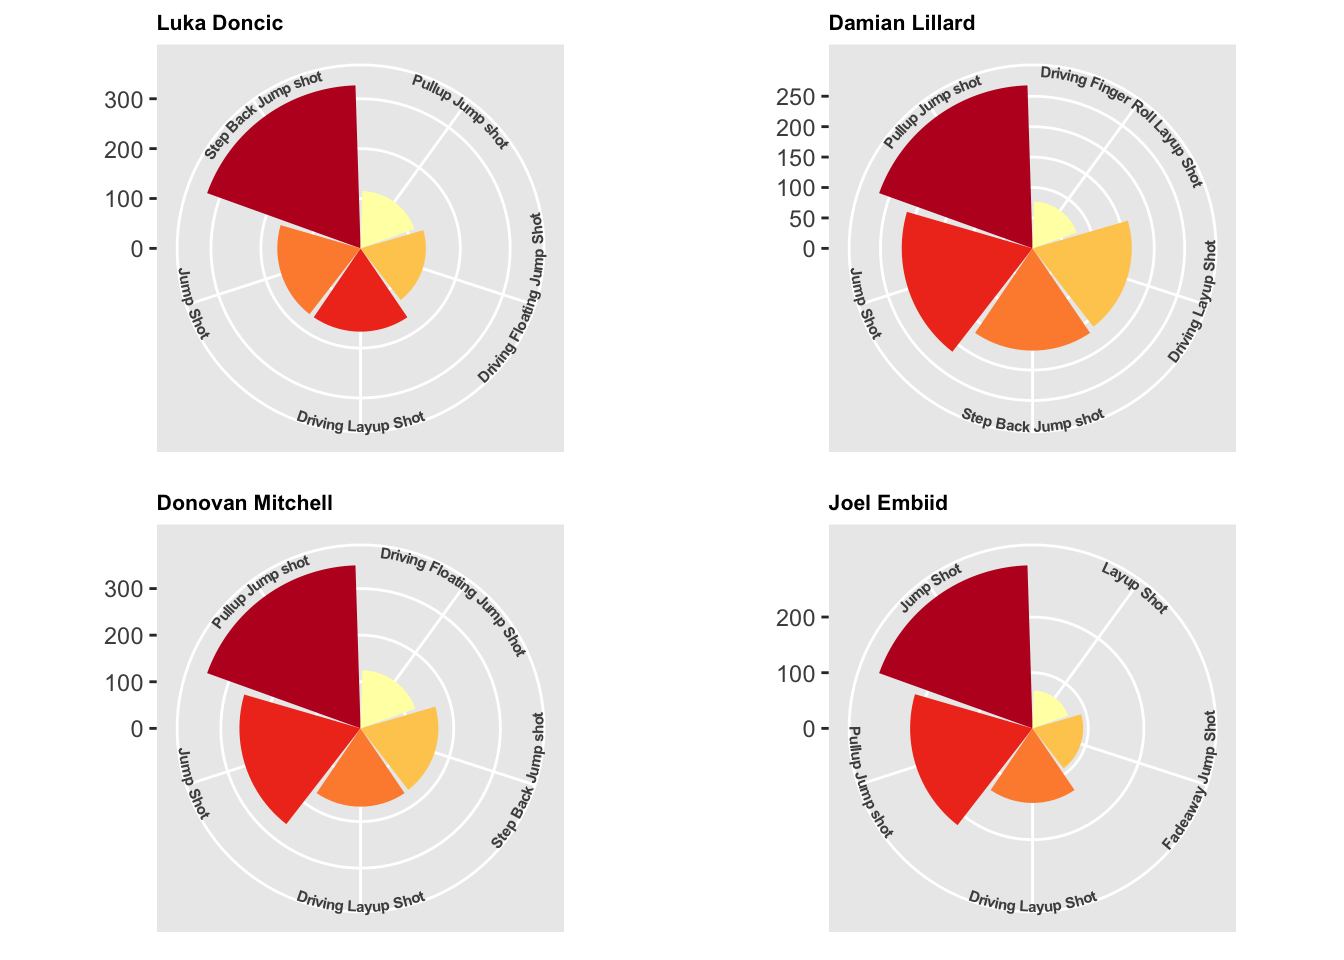 Luka Doncic
300
200
100
0
Step Back Jump shot
Pullup Jump shot
Driving Floating Jump Shot
Driving Layup Shot
Jump Shot
Damian Lillard
250
200
150
100
50
0
Pullup Jump shot
Driving Finger Roll Layup Shot
Driving Layup Shot
Step Back Jump shot
Jump Shot
Donovan Mitchell
300
200
100
0
Pullup Jump shot
Driving Floating Jump Shot
Step Back Jump shot
Driving Layup Shot
Jump Shot
Joel Embiid
200
100
0
Jump Shot
Layup Shot
Fadeaway Jump Shot
Driving Layup Shot
Pullup Jump shot